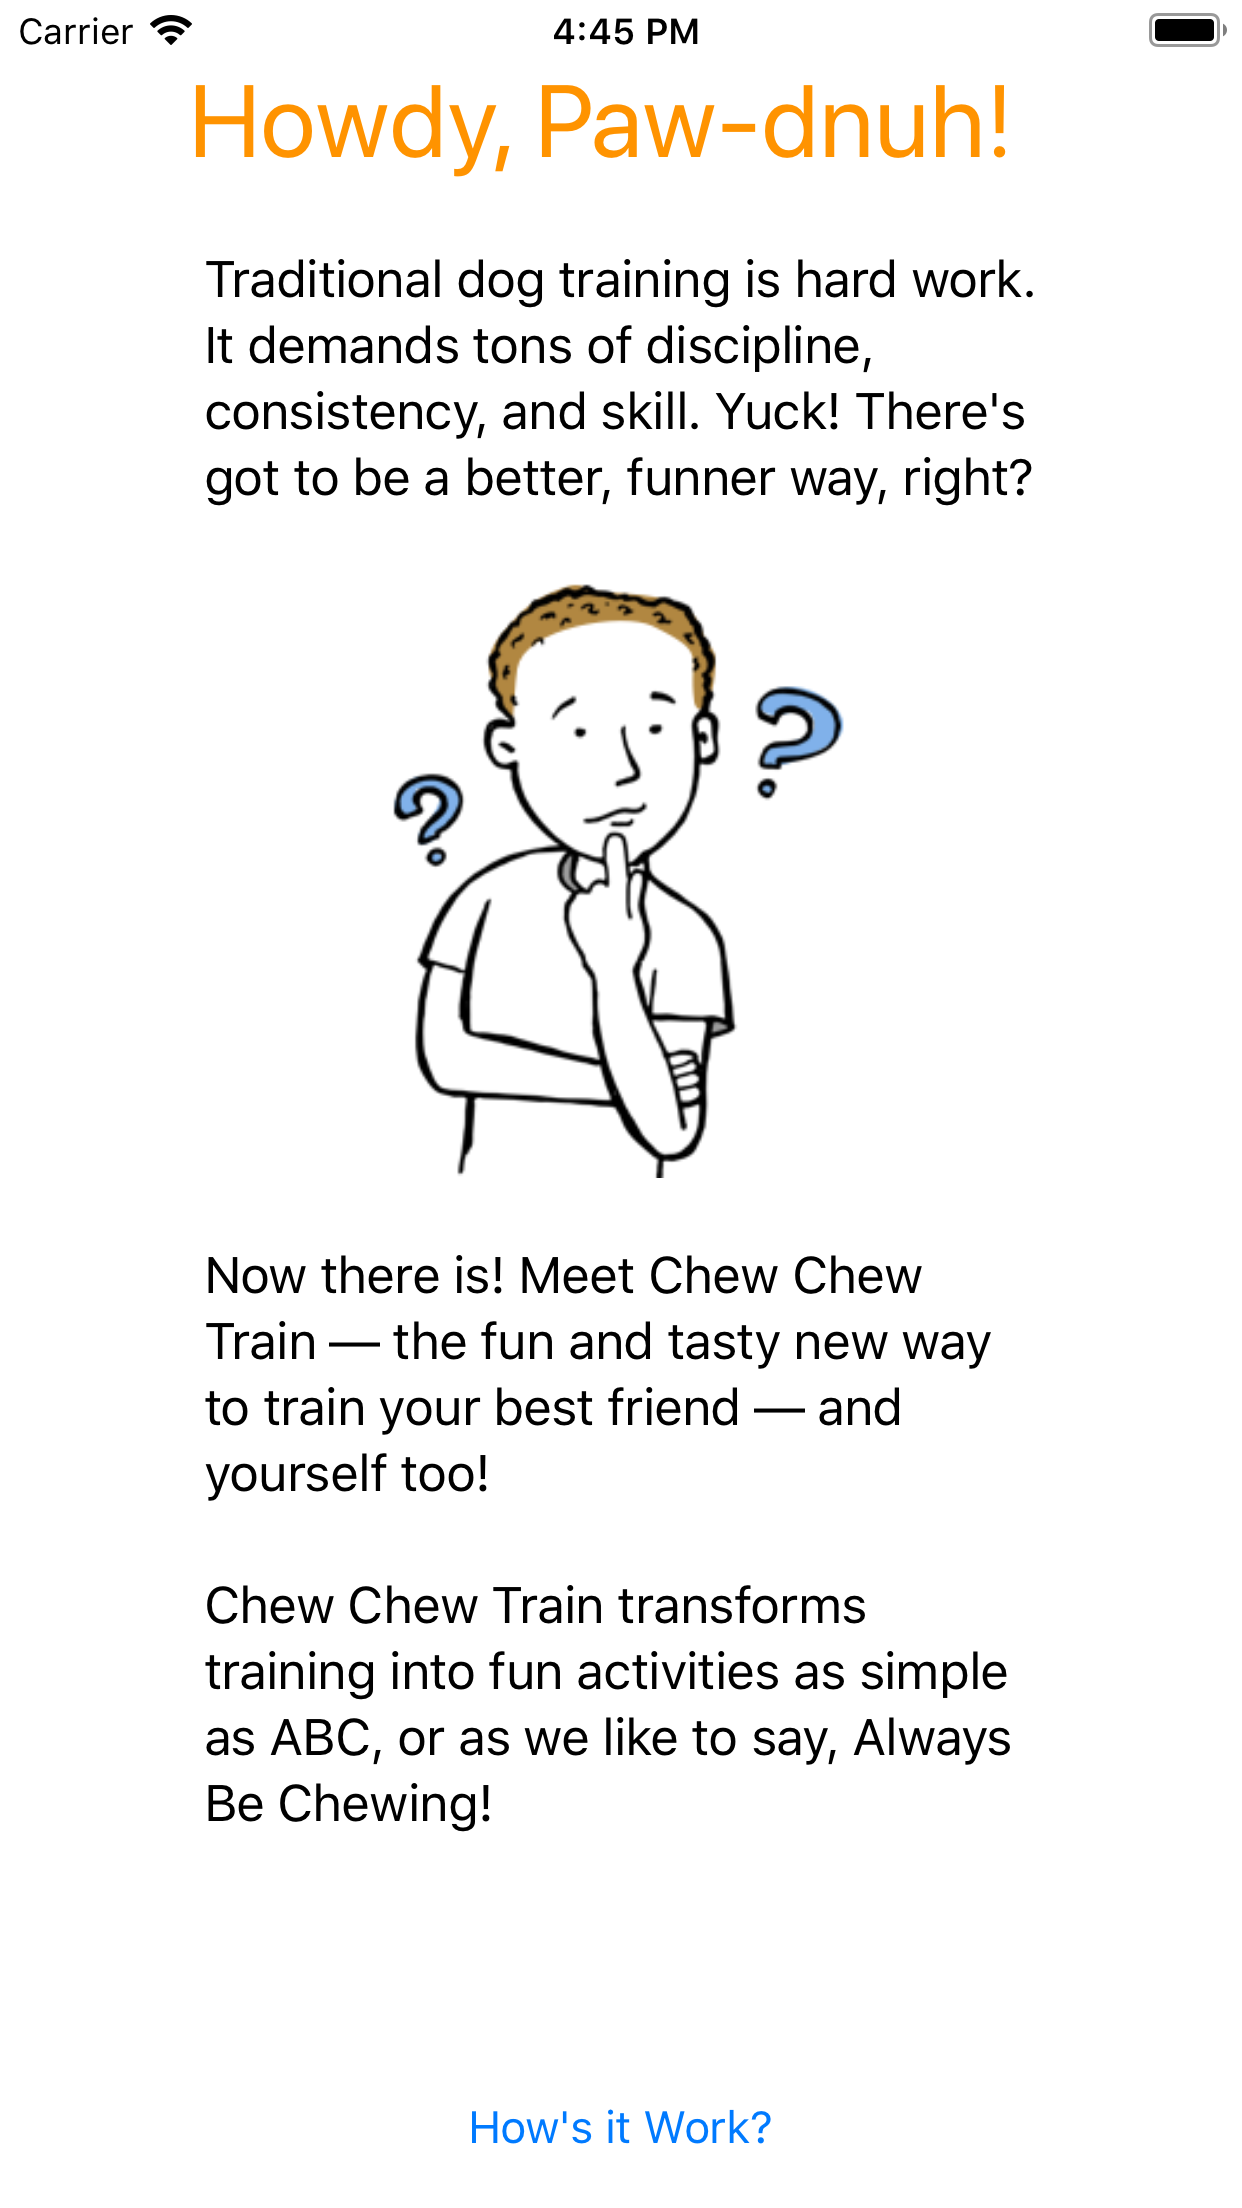 Carrier 4:45 PM
Howdy, Paw-dnuh!
Traditional dog training is hard work.
It demands tons of discipline,
consistency, and skill. Yuck! There's
got to be a better, funner way, right?
? ?
Now there is! Meet Chew Chew
Train — the fun and tasty new way
to train your best friend — and
yourself too!
Chew Chew Train transforms
training into fun activities as simple
as ABC, or as we like to say, Always
Be Chewing!
How's it Work?